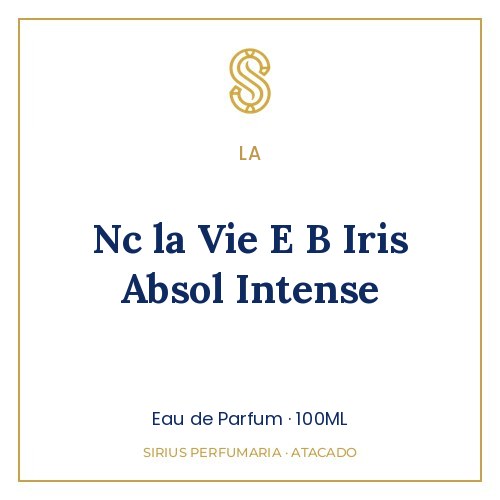 LA
Nc la Vie E B Iris
Absol Intense
Eau de Parfum · 100ML
SIRIUS PERFUMARIA · ATACADO